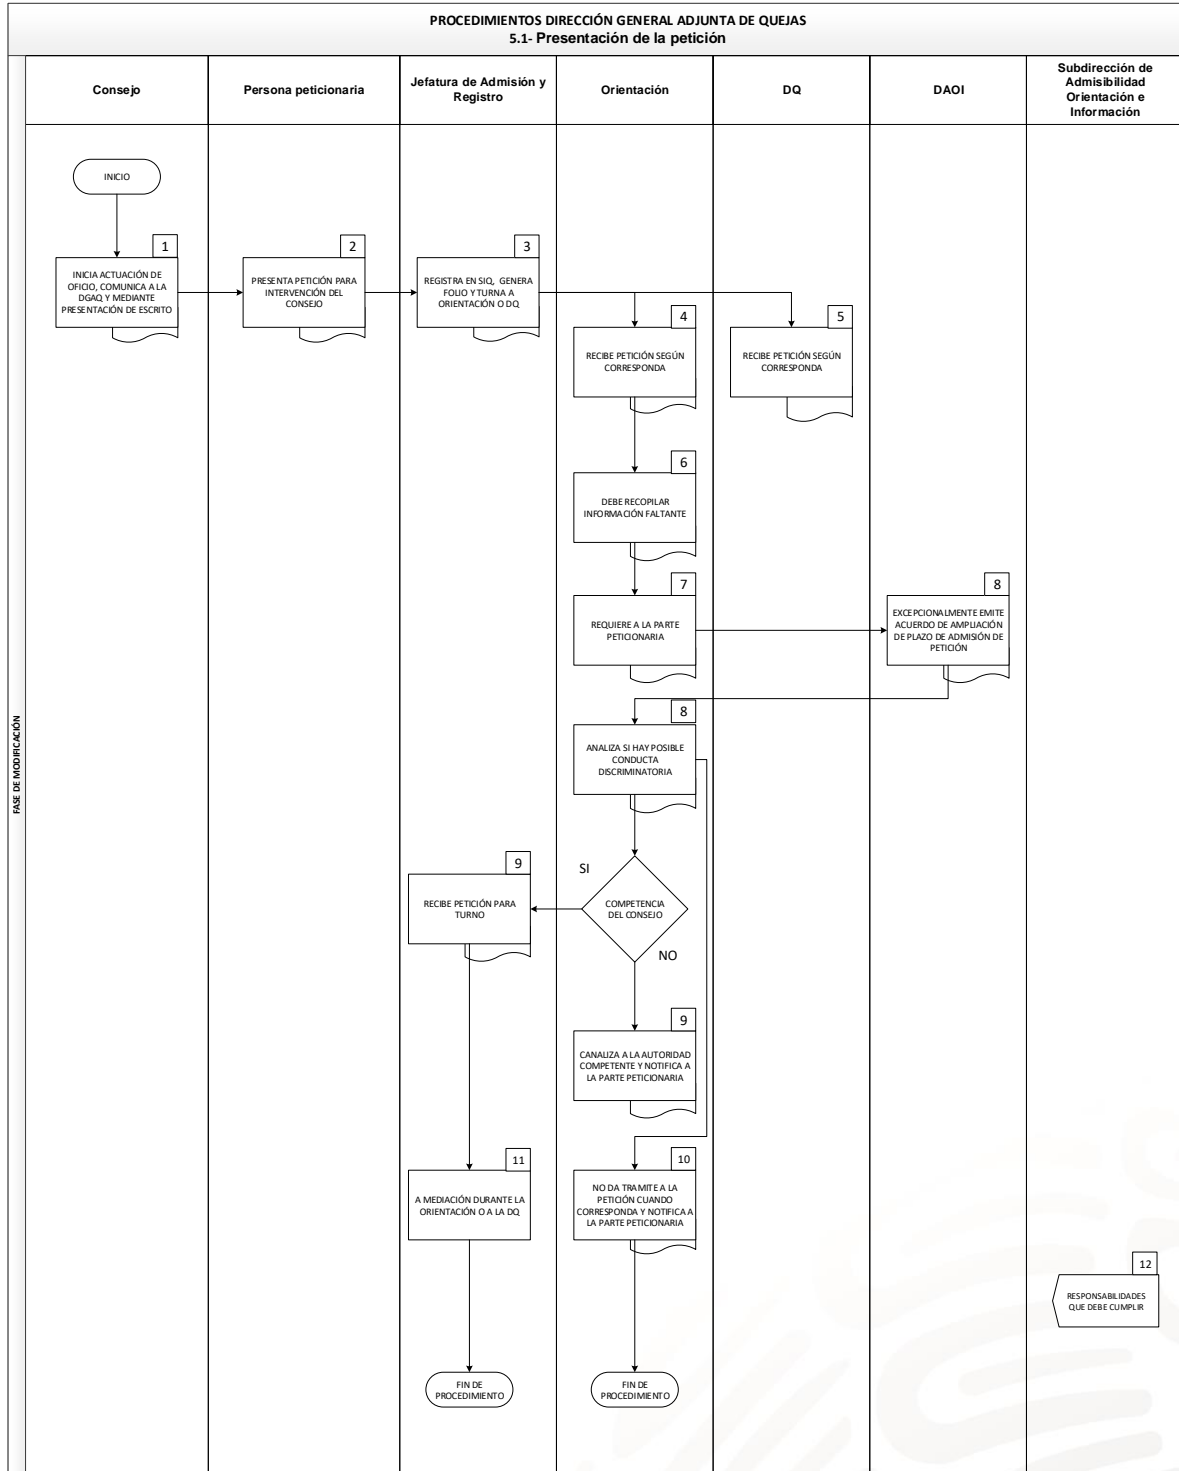 PROCEDIMIENTOS DIRECCIÓN GENERAL ADJUNTA DE QUEJAS
5.1- Presentación de la petición
Consejo
Persona peticionaria
Jefatura de Admisión y
Registro
Orientación
DQ
DAOI
Subdirección de
Admisibilidad
Orientación e
Información
FASE DE MODIFICACIÓN
INICIO
1
INICIA ACTUACIÓN DE
OFICIO, COMUNICA A LA
DGAQ Y MEDIANTE
PRESENTACIÓN DE ESCRITO
2
PRESENTA PETICIÓN PARA
INTERVENCIÓN DEL
CONSEJO
3
REGISTRA EN SIQ, GENERA
FOLIO Y TURNA A
ORIENTACIÓN O DQ
4
RECIBE PETICIÓN SEGÚN
CORRESPONDA
5
RECIBE PETICIÓN SEGÚN
CORRESPONDA
6
DEBE RECOPILAR
INFORMACIÓN FALTANTE
7
REQUIERE A LA PARTE
PETICIONARIA
8
EXCEPCIONALMENTE EMITE
ACUERDO DE AMPLIACIÓN
DE PLAZO DE ADMISIÓN DE
PETICIÓN
8
ANALIZA SI HAY POSIBLE
CONDUCTA
DISCRIMINATORIA
9
RECIBE PETICIÓN PARA
TURNO
SI
COMPETENCIA
DEL CONSEJO
NO
9
CANALIZA A LA AUTORIDAD
COMPETENTE Y NOTIFICA A
LA PARTE PETICIONARIA
11
A MEDIACIÓN DURANTE LA
ORIENTACIÓN O A LA DQ
10
NO DA TRAMITE A LA
PETICIÓN CUANDO
CORRESPONDA Y NOTIFICA A
LA PARTE PETICIONARIA
12
RESPONSABILIDADES
QUE DEBE CUMPLIR
FIN DE
PROCEDIMIENTO
FIN DE
PROCEDIMIENTO